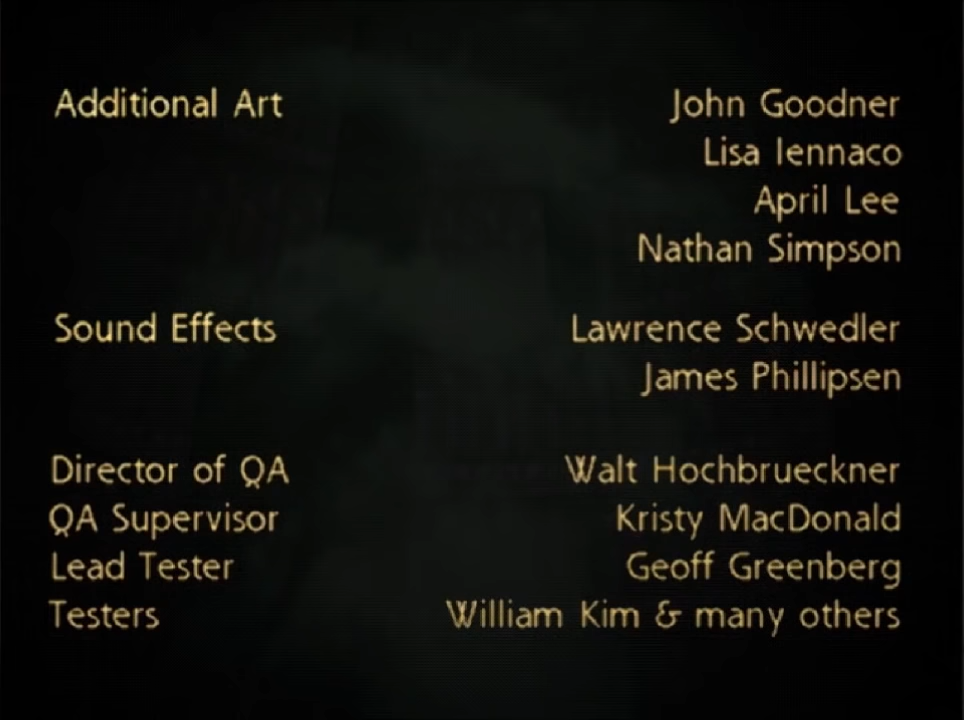 Additional Art John Goodner
Lisa Iennaco
April Lee
Nathan Simpson
Sound Effects Lawrence Schwedler
James Phillipsen
Director of QA Walt Hochbrueckner
QA Supervisor Kristy MacDonald
Lead Tester Geoff Greenberg
Testers William Kim & many others